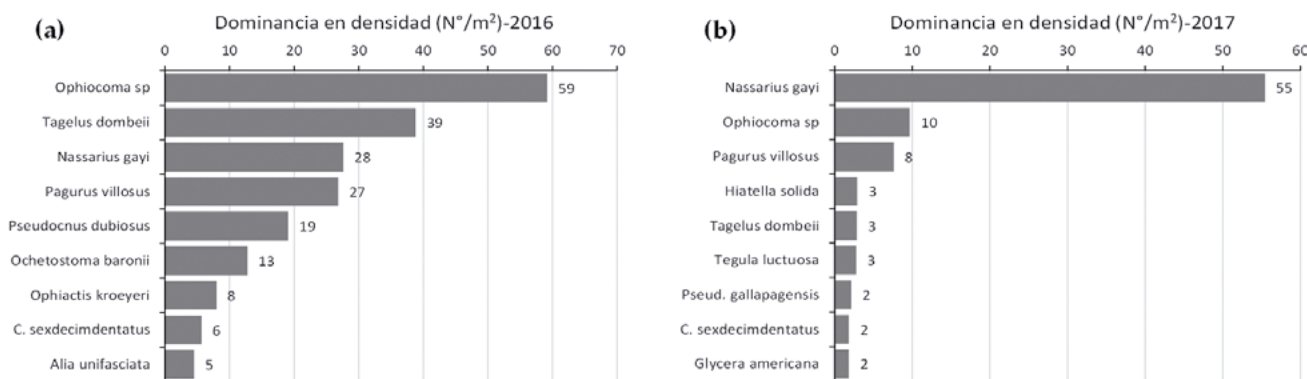 (a)
Dominancia en densidad (N°/m²)-2016
0 10 20 30 40 50 60 70
Ophiocoma sp 59
Tagelus dombeii 39
Nassarius gayi 28
Pagurus villosus 27
Pseudocnus dubiosus 19
Ochetostoma baronii 13
Ophiactis kroeyeri 8
C. sexdecimdentatus 6
Alia unifasciata 5
(b)
Dominancia en densidad (N°/m²)-2017
0 10 20 30 40 50 60
Nassarius gayi 55
Ophiocoma sp 10
Pagurus villosus 8
Hiatella solida 3
Tagelus dombeii 3
Tegula luctuosa 3
Pseud. gallapagensis 2
C. sexdecimdentatus 2
Glycera americana 2